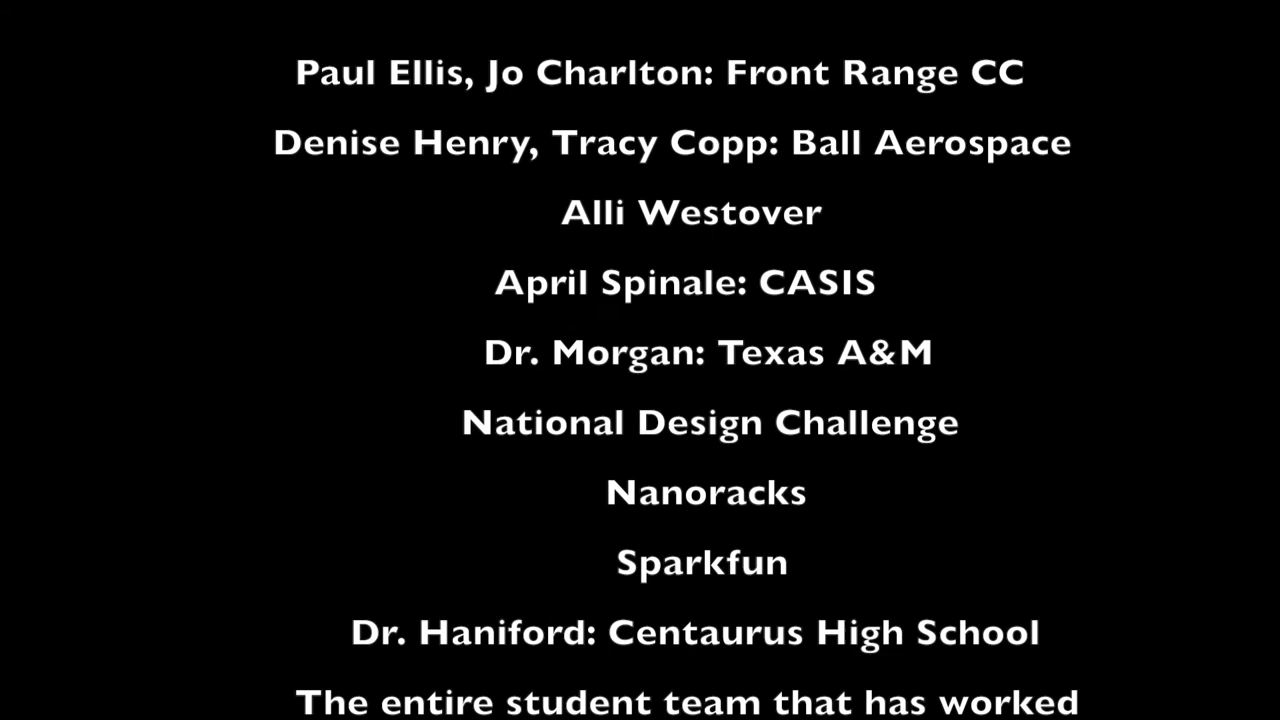 Paul Ellis, Jo Charlton: Front Range CC
Denise Henry, Tracy Copp: Ball Aerospace
Alli Westover
April Spinale: CASIS
Dr. Morgan: Texas A&M
National Design Challenge
Nanoracks
Sparkfun
Dr. Haniford: Centaurus High School
The entire student team that has worked